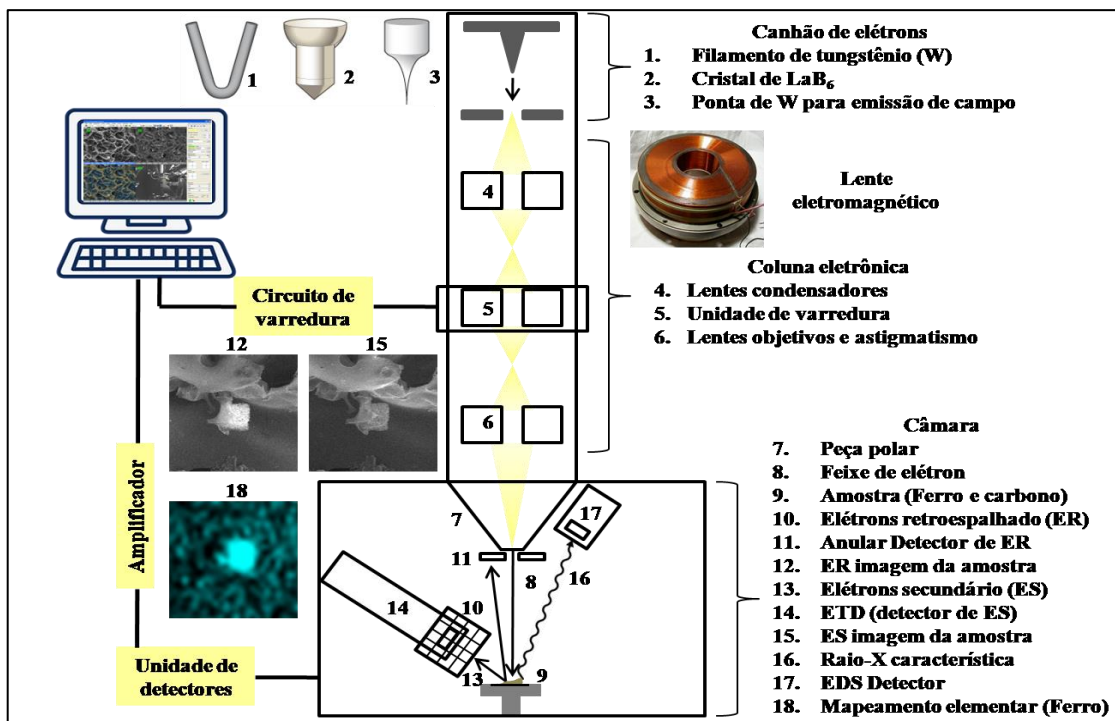 Canhão de elétrons
1. Filamento de tungstênio (W)
2. Cristal de LaB₆
3. Ponta de W para emissão de campo
1
2
3
Lente
eletromagnético
4
Coluna eletrônica
4. Lentes condensadores
5. Unidade de varredura
6. Lentes objetivos e astigmatismo
Circuito de
varredura
5
12
15
6
Amplificador
18
Câmara
7. Peça polar
8. Feixe de elétron
9. Amostra (Ferro e carbono)
10. Elétrons retroespalhado (ER)
11. Anular Detector de ER
12. ER imagem da amostra
13. Elétrons secundário (ES)
14. ETD (detector de ES)
15. ES imagem da amostra
16. Raio-X característica
17. EDS Detector
18. Mapeamento elementar (Ferro)
7
17
11
8
16
10
14
13
9
Unidade de
detectores